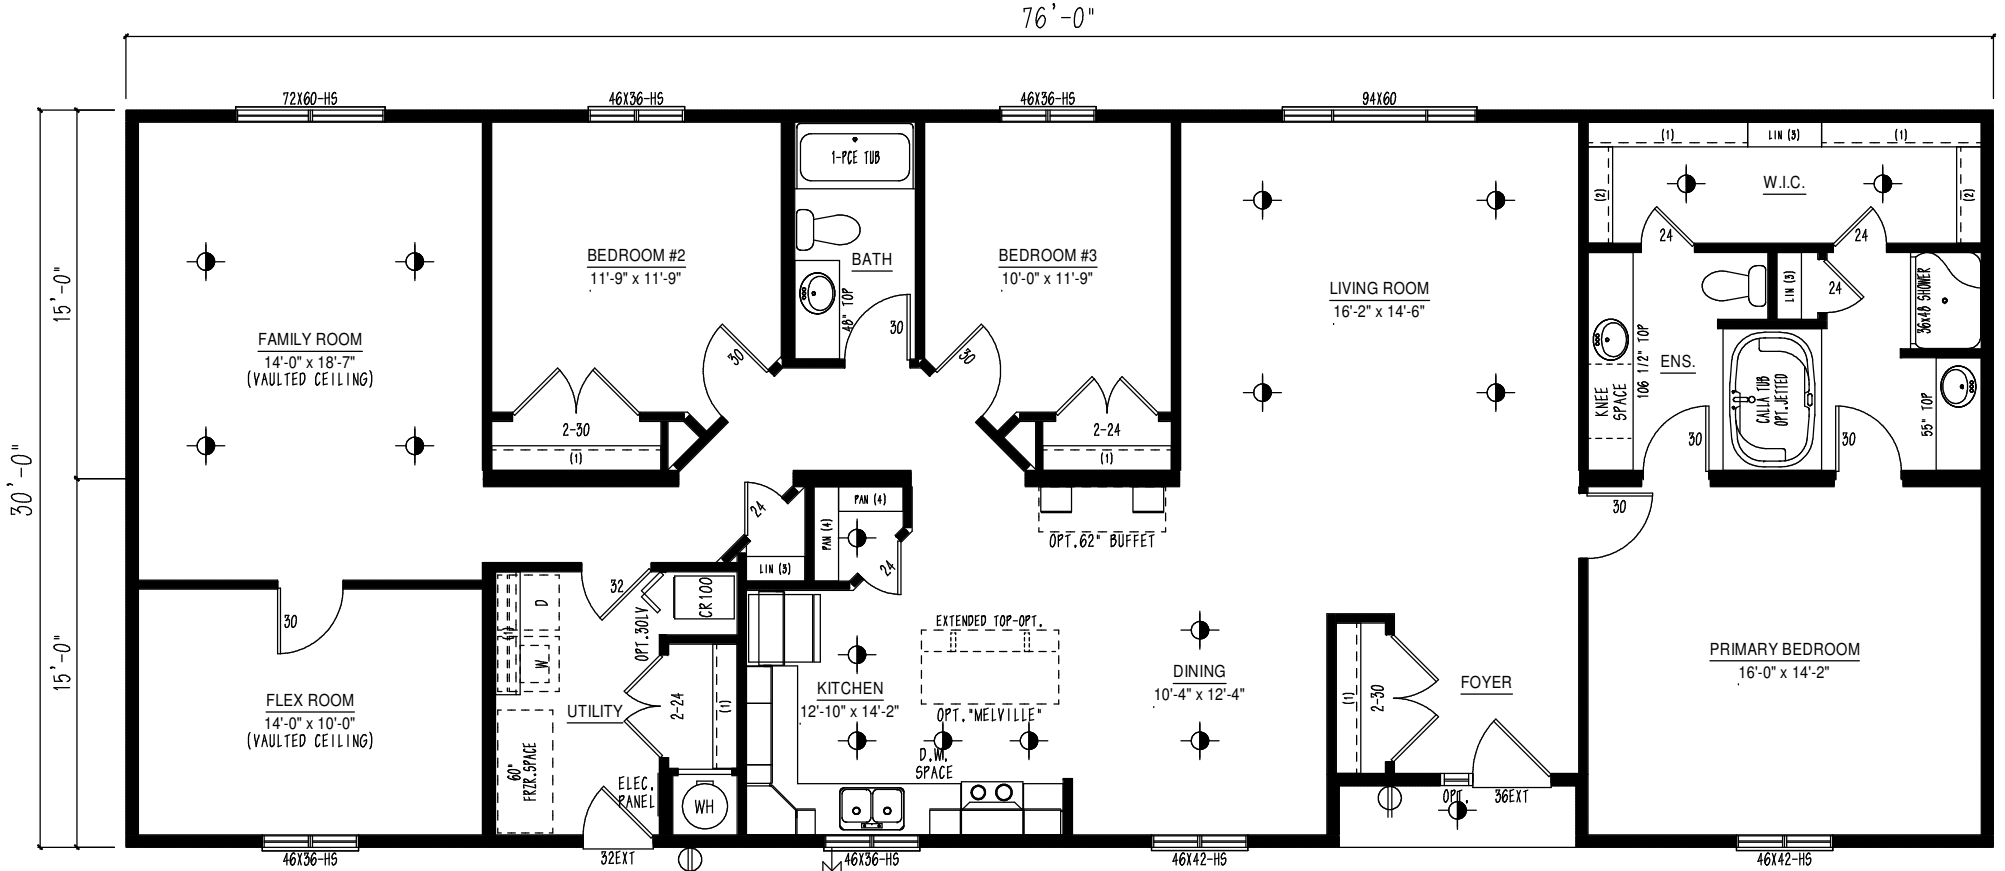 76'-0"
72X60-HS
46X36-HS
46X36-HS
94X60
30'-0"
15'-0"
15'-0"
FAMILY ROOM
14'-0" x 18'-7"
(VAULTED CEILING)
BEDROOM #2
11'-9" x 11'-9"
30
2-30
(1)
1-PCE TUB
BATH
48" TOP
30
BEDROOM #3
10'-0" x 11'-9"
30
2-24
(1)
LIVING ROOM
16'-2" x 14'-6"
(1)
LIN (3)
(1)
(2)
W.I.C.
(2)
24
24
LIN (3)
24
36x48 SHOWER
106 1/2" TOP
ENS.
KNEE
SPACE
CALLA TUB
OPT.JETTED
55" TOP
30
30
30
24
LIN (3)
PAN (4)
PAN (4)
24
OPT.62" BUFFET
30
FLEX ROOM
14'-0" x 10'-0"
(VAULTED CEILING)
D
W
32
OPT.30LV
CR100
UTILITY
2-24
(1)
60"
FRZR.SPACE
ELEC.
PANEL
WH
EXTENDED TOP-OPT.
KITCHEN
12'-10" x 14'-2"
OPT."MELVILLE"
D.W.
SPACE
DINING
10'-4" x 12'-4"
(1)
2-30
FOYER
OPT.
36EXT
PRIMARY BEDROOM
16'-0" x 14'-2"
46X36-HS
32EXT
46X36-HS
46X42-HS
46X42-HS